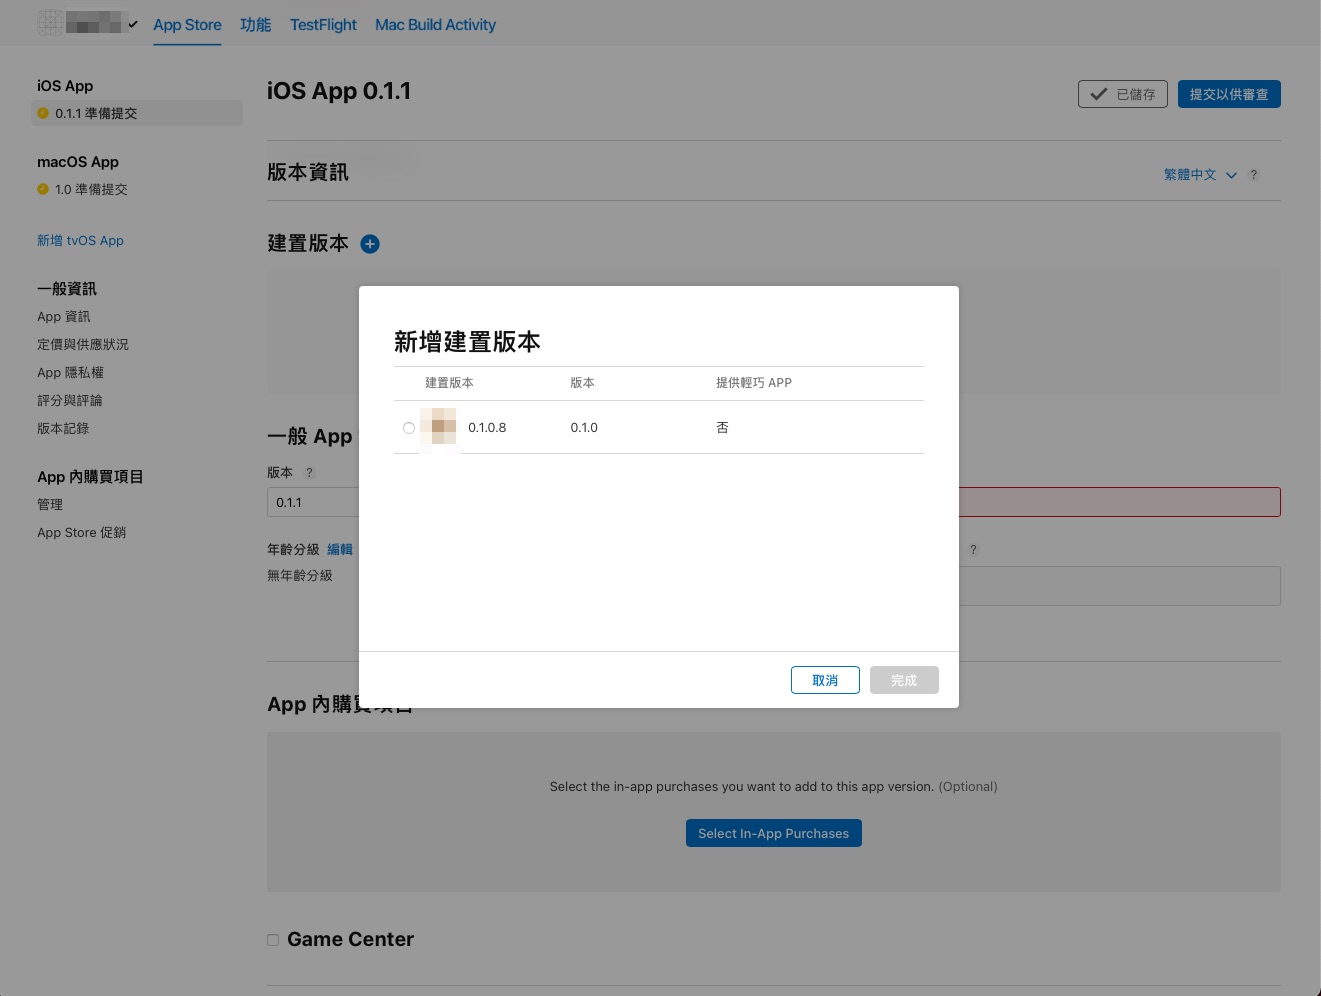 App Store 功能 TestFlight Mac Build Activity
iOS App
0.1.1 準備提交
macOS App
1.0 準備提交
新增 tvOS App
一般資訊
App 資訊
定價與供應狀況
App 隱私權
評分與評論
版本記錄
App 內購買項目
管理
App Store 促銷
iOS App 0.1.1
已儲存
提交以供審查
版本資訊
繁體中文 ?
建置版本
新增建置版本
建置版本 版本 提供輕巧 APP
0.1.0.8 0.1.0 否
取消 完成
一般 App
版本 ?
0.1.1
年齡分級 編輯
?
無年齡分級
App 內購買項目
Select the in-app purchases you want to add to this app version. (Optional)
Select In-App Purchases
Game Center